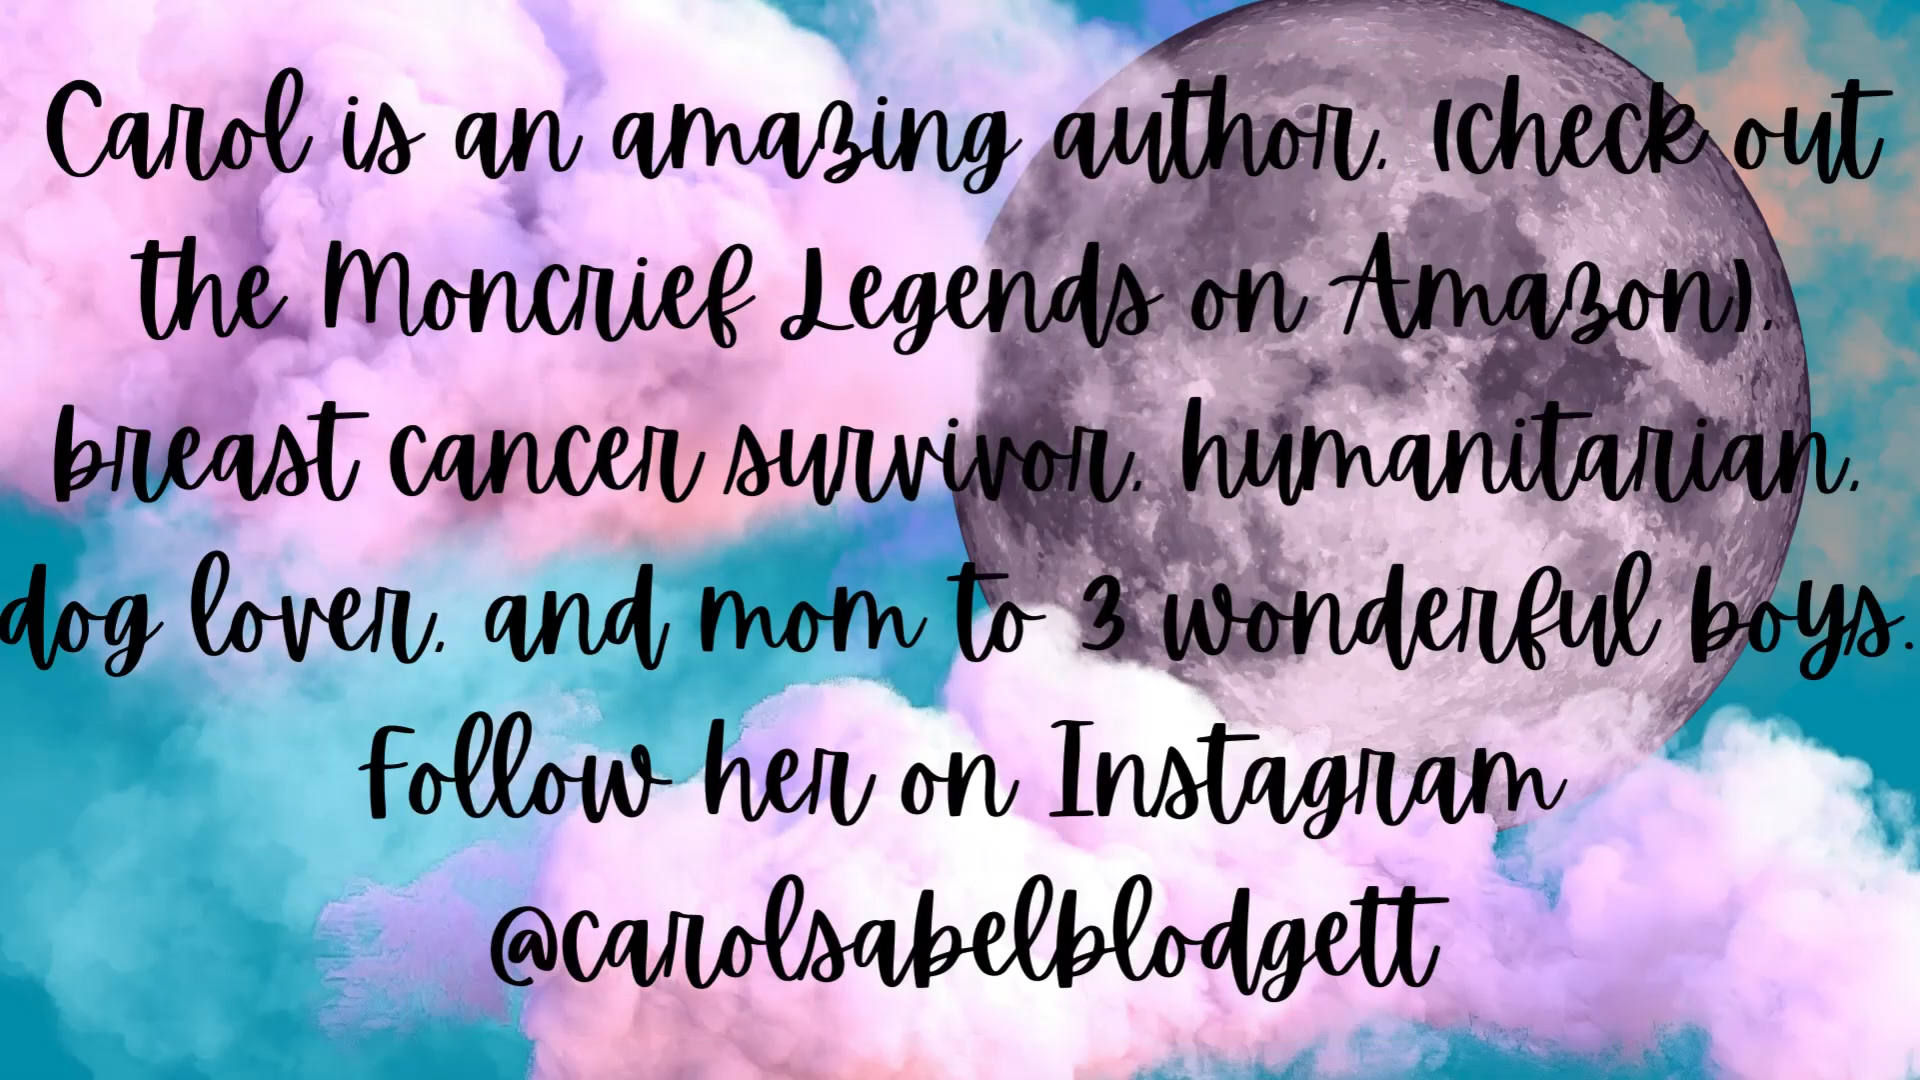 Carol is an amazing author, (check out
the Moncrief Legends on Amazon),
breast cancer survivor, humanitarian,
dog lover, and mom to 3 wonderful boys.
Follow her on Instagram
@carolsabelblodgett